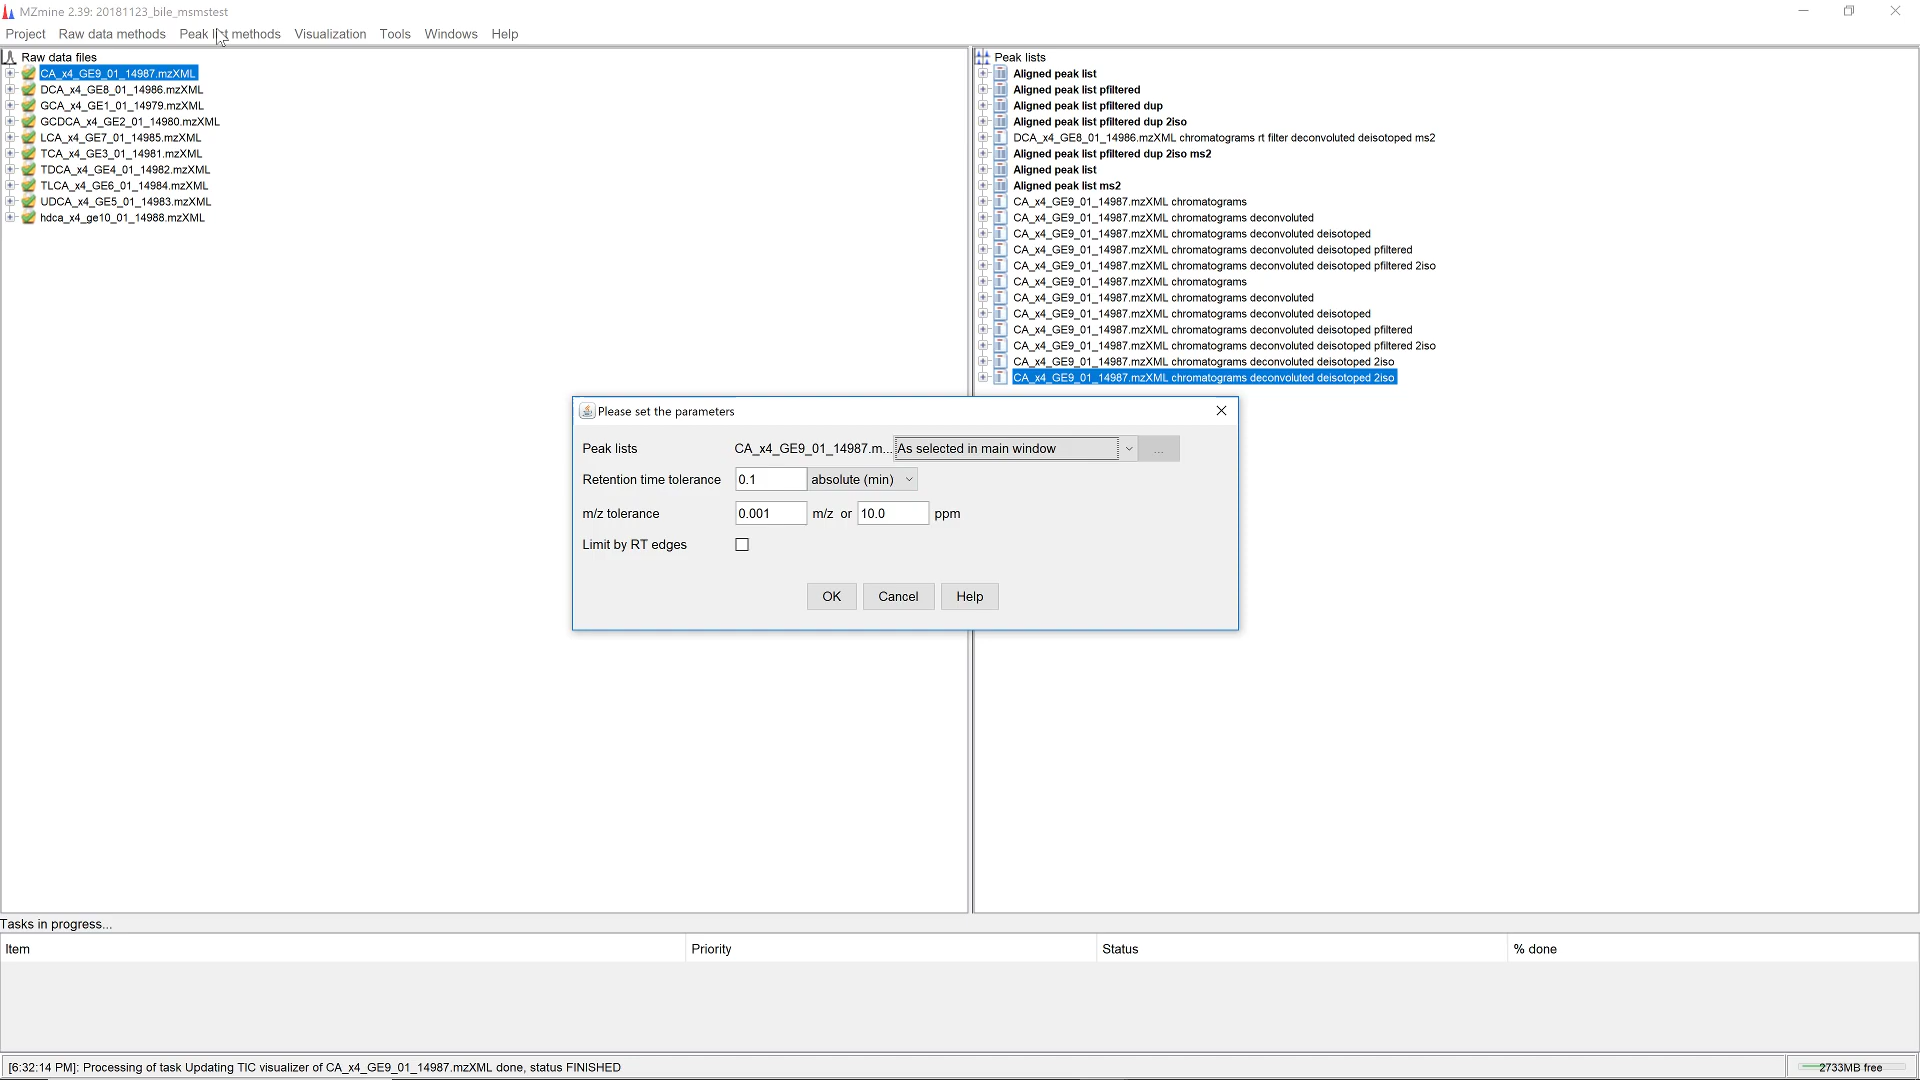 MZmine 2.39: 20181123_bile_msmstest
Project Raw data methods Peak list methods Visualization Tools Windows Help
Raw data files
CA_x4_GE9_01_14987.mzXML
DCA_x4_GE8_01_14986.mzXML
GCA_x4_GE1_01_14979.mzXML
GCDCA_x4_GE2_01_14980.mzXML
LCA_x4_GE7_01_14985.mzXML
TCA_x4_GE3_01_14981.mzXML
TDCA_x4_GE4_01_14982.mzXML
TLCA_x4_GE6_01_14984.mzXML
UDCA_x4_GE5_01_14983.mzXML
hdca_x4_ge10_01_14988.mzXML
Peak lists
Aligned peak list
Aligned peak list pfiltered
Aligned peak list pfiltered dup
Aligned peak list pfiltered dup 2iso
DCA_x4_GE8_01_14986.mzXML chromatograms rt filter deconvoluted deisotoped ms2
Aligned peak list pfiltered dup 2iso ms2
Aligned peak list
Aligned peak list ms2
CA_x4_GE9_01_14987.mzXML chromatograms
CA_x4_GE9_01_14987.mzXML chromatograms deconvoluted
CA_x4_GE9_01_14987.mzXML chromatograms deconvoluted deisotoped
CA_x4_GE9_01_14987.mzXML chromatograms deconvoluted deisotoped pfiltered
CA_x4_GE9_01_14987.mzXML chromatograms deconvoluted deisotoped pfiltered 2iso
CA_x4_GE9_01_14987.mzXML chromatograms
CA_x4_GE9_01_14987.mzXML chromatograms deconvoluted
CA_x4_GE9_01_14987.mzXML chromatograms deconvoluted deisotoped
CA_x4_GE9_01_14987.mzXML chromatograms deconvoluted deisotoped pfiltered
CA_x4_GE9_01_14987.mzXML chromatograms deconvoluted deisotoped pfiltered 2iso
CA_x4_GE9_01_14987.mzXML chromatograms deconvoluted deisotoped 2iso
CA_x4_GE9_01_14987.mzXML chromatograms deconvoluted deisotoped 2iso
Please set the parameters
Peak lists CA_x4_GE9_01_14987.m... As selected in main window ...
Retention time tolerance 0.1 absolute (min)
m/z tolerance 0.001 m/z or 10.0 ppm
Limit by RT edges
OK Cancel Help
Tasks in progress...
Item Priority Status % done
[6:32:14 PM]: Processing of task Updating TIC visualizer of CA_x4_GE9_01_14987.mzXML done, status FINISHED
2733MB free